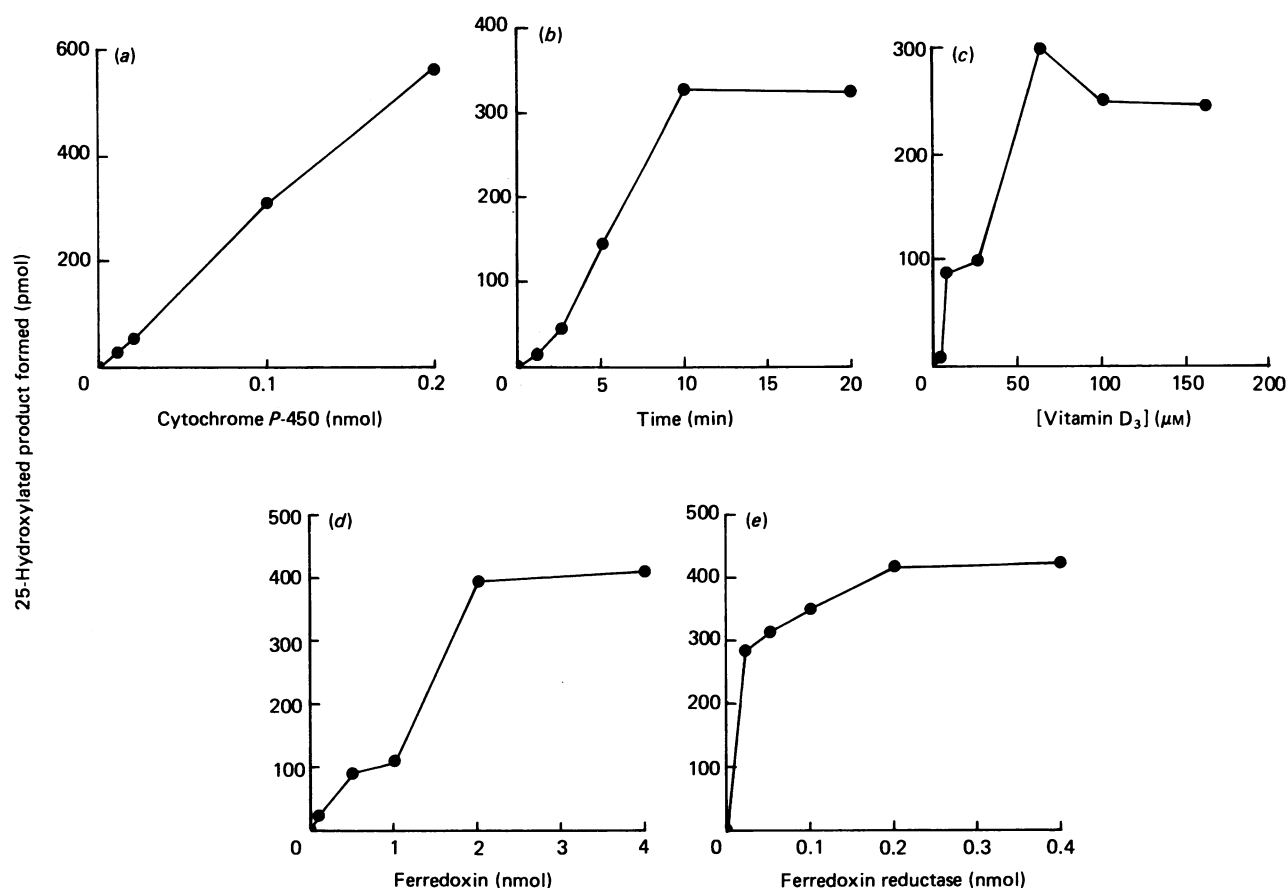 25-Hydroxylated product formed (pmol)
(a)
600
400
200
0 0.1 0.2
Cytochrome P-450 (nmol)
(b)
400
300
200
100
0 5 10 15 20
Time (min)
(c)
300
200
100
0 50 100 150 200
[Vitamin D₃] (μM)
(d)
500
400
300
200
100
0 1 2 3 4
Ferredoxin (nmol)
(e)
500
400
300
200
100
0 0.1 0.2 0.3 0.4
Ferredoxin reductase (nmol)